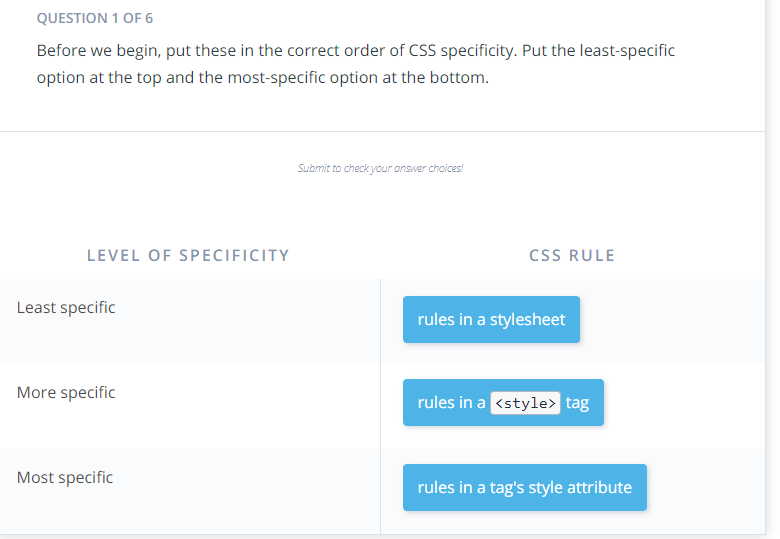 QUESTION 1 OF 6
Before we begin, put these in the correct order of CSS specificity. Put the least-specific
option at the top and the most-specific option at the bottom.
Submit to check your answer choices!
LEVEL OF SPECIFICITY CSS RULE
Least specific rules in a stylesheet
More specific rules in a <style> tag
Most specific rules in a tag's style attribute